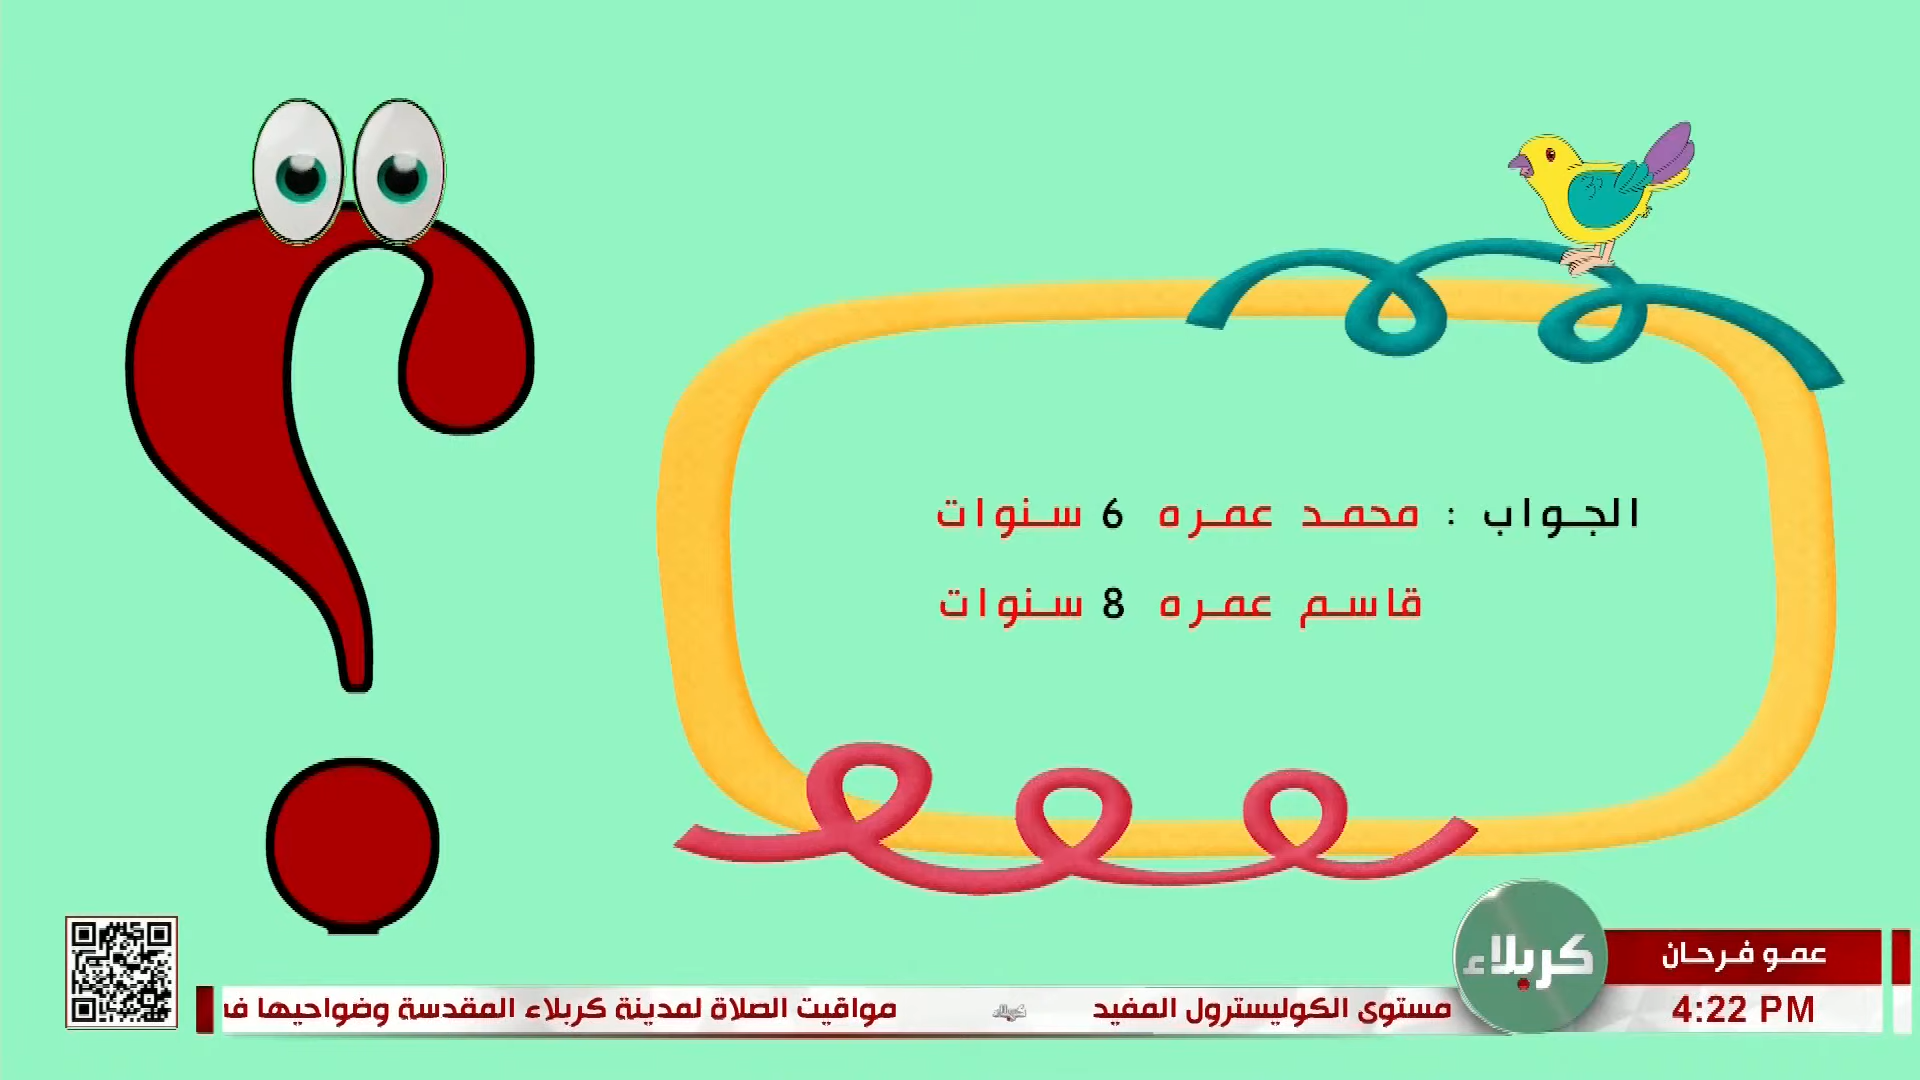 الجواب : محمد عمره 6 سنوات
قاسم عمره 8 سنوات
عمو فرحان
كربلاء
4:22 PM
مستوى الكوليسترول المفيد
كربلاء
مواقيت الصلاة لمدينة كربلاء المقدسة وضواحيها